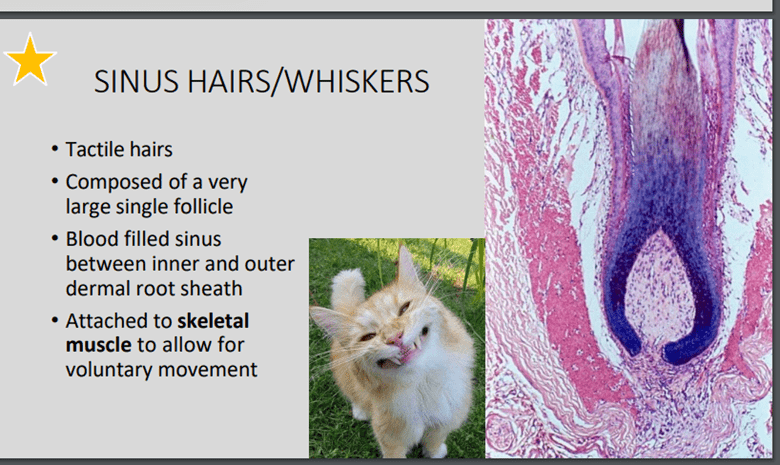 SINUS HAIRS/WHISKERS
• Tactile hairs
• Composed of a very
large single follicle
• Blood filled sinus
between inner and outer
dermal root sheath
• Attached to skeletal
muscle to allow for
voluntary movement